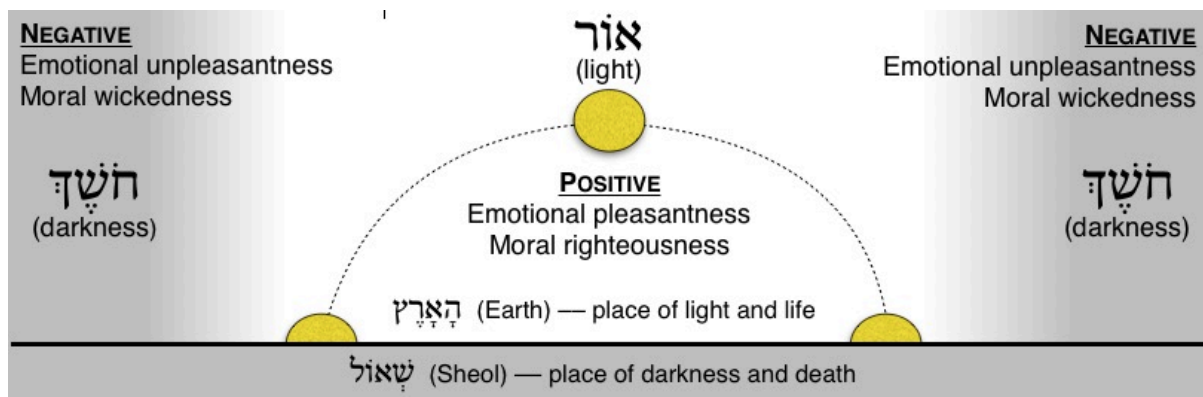 NEGATIVE
Emotional unpleasantness
Moral wickedness
חֹשֶׁךְ
(darkness)
אוֹר
(light)
POSITIVE
Emotional pleasantness
Moral righteousness
הָאָרֶץ (Earth) — place of light and life
NEGATIVE
Emotional unpleasantness
Moral wickedness
חֹשֶׁךְ
(darkness)
שְׁאוֹל (Sheol) — place of darkness and death